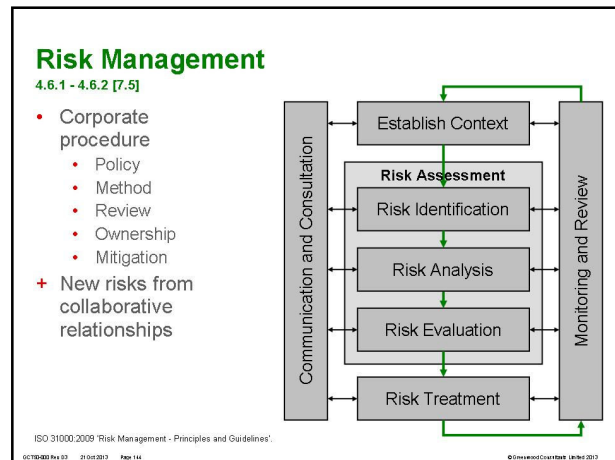 Risk Management
4.6.1 - 4.6.2 [7.5]
• Corporate
procedure
• Policy
• Method
• Review
• Ownership
• Mitigation
+ New risks from
collaborative
relationships
Communication and Consultation
Establish Context
Risk Assessment
Risk Identification
Risk Analysis
Risk Evaluation
Risk Treatment
Monitoring and Review
ISO 31000:2009 'Risk Management - Principles and Guidelines'.
21 Oct 2013 Page 144
© Greenwood Consultants Limited 2013